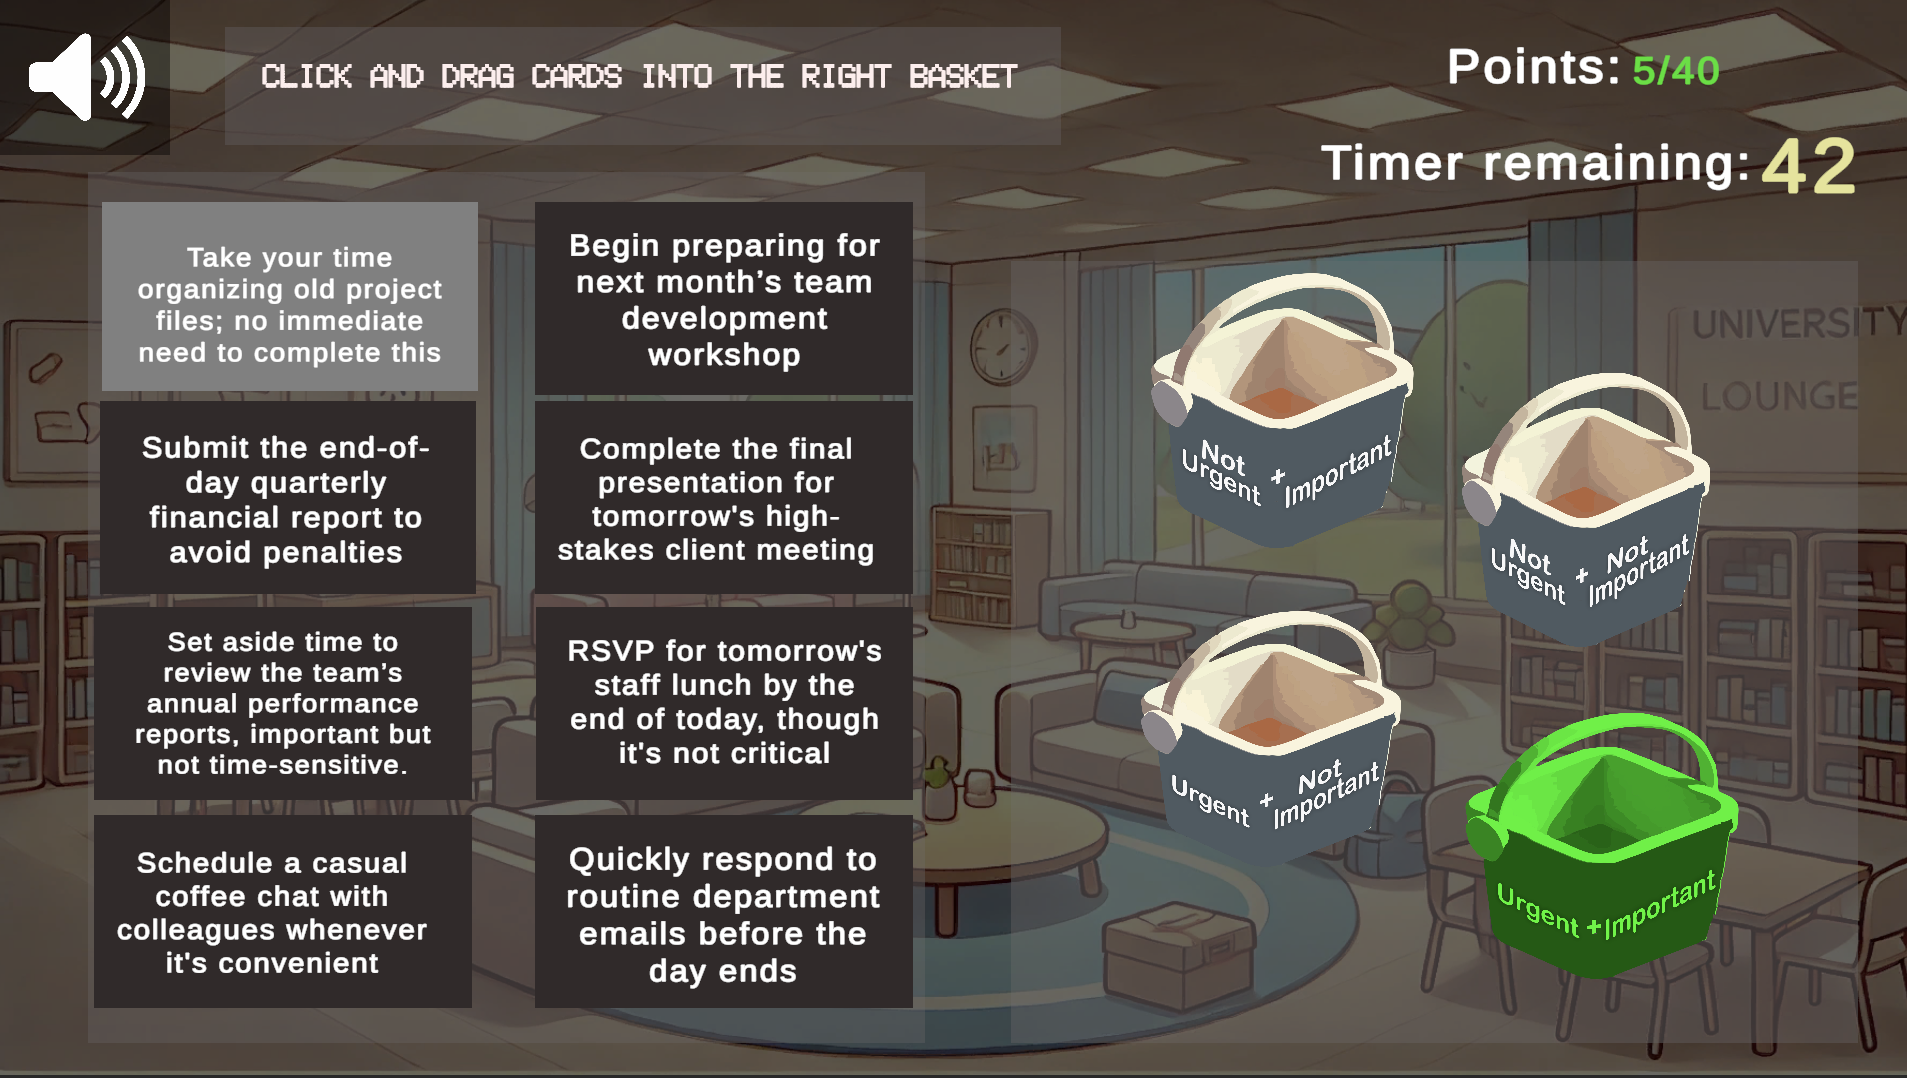 CLICK AND DRAG CARDS INTO THE RIGHT BASKET
Points: 5/40
Timer remaining: 42
Take your time
organizing old project
files; no immediate
need to complete this
Begin preparing for
next month’s team
development
workshop
Submit the end-of-
day quarterly
financial report to
avoid penalties
Complete the final
presentation for
tomorrow's high-
stakes client meeting
Set aside time to
review the team’s
annual performance
reports, important but
not time-sensitive.
RSVP for tomorrow's
staff lunch by the
end of today, though
it's not critical
Schedule a casual
coffee chat with
colleagues whenever
it's convenient
Quickly respond to
routine department
emails before the
day ends
UNIVERSITY
LOUNGE
Not
Urgent + Important
Not Not
Urgent + Important
Not
Urgent + Important
Urgent + Important